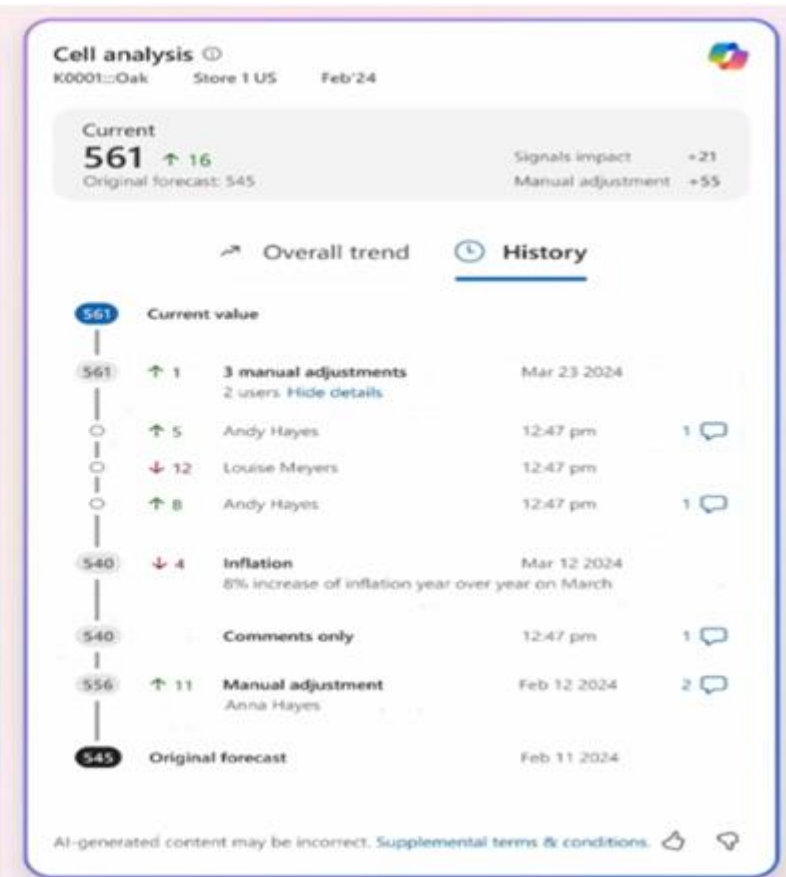 Cell analysis
K0001:::Oak Store 1 US Feb'24
Current
561 ↑ 16
Original forecast: 545
Signals impact +21
Manual adjustment +55
Overall trend History
561 Current value
561 ↑ 1 3 manual adjustments Mar 23 2024
2 users Hide details
↑ 5 Andy Hayes 12:47 pm 1
↓ 12 Louise Meyers 12:47 pm
↑ 8 Andy Hayes 12:47 pm 1
540 ↓ 4 Inflation Mar 12 2024
8% increase of inflation year over year on March
540 Comments only 12:47 pm 1
556 ↑ 11 Manual adjustment Feb 12 2024 2
Anna Hayes
545 Original forecast Feb 11 2024
AI-generated content may be incorrect. Supplemental terms & conditions.